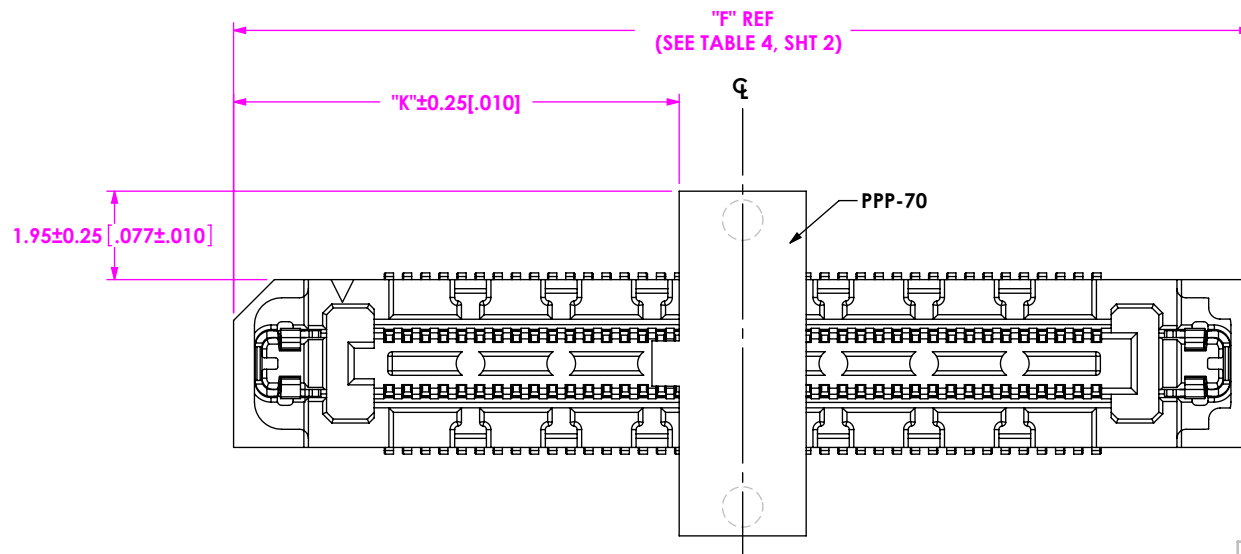 "F" REF
(SEE TABLE 4, SHT 2)
℄
"K"±0.25[.010]
PPP-70
1.95±0.25[.077±.010]